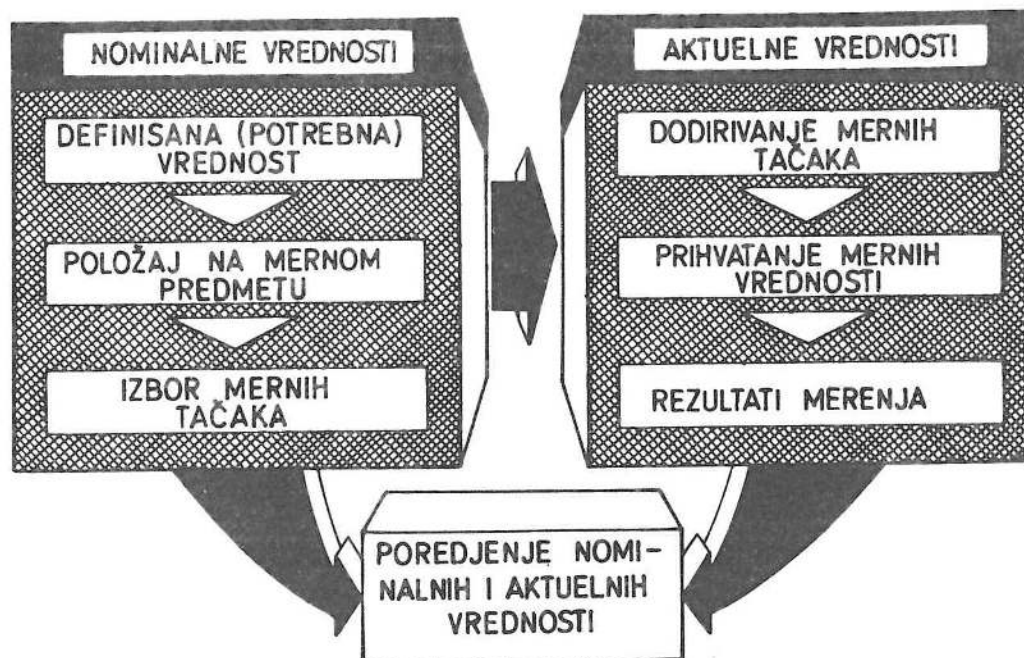 NOMINALNE VREDNOSTI
DEFINISANA (POTREBNA)
VREDNOST
POLOŽAJ NA MERNOM
PREDMETU
IZBOR MERNIH
TAČAKA
AKTUELNE VREDNOSTI
DODIRIVANJE MERNIH
TAČAKA
PRIHVATANJE MERNIH
VREDNOSTI
REZULTATI MERENJA
POREDJENJE NOMI-
NALNIH I AKTUELNIH
VREDNOSTI